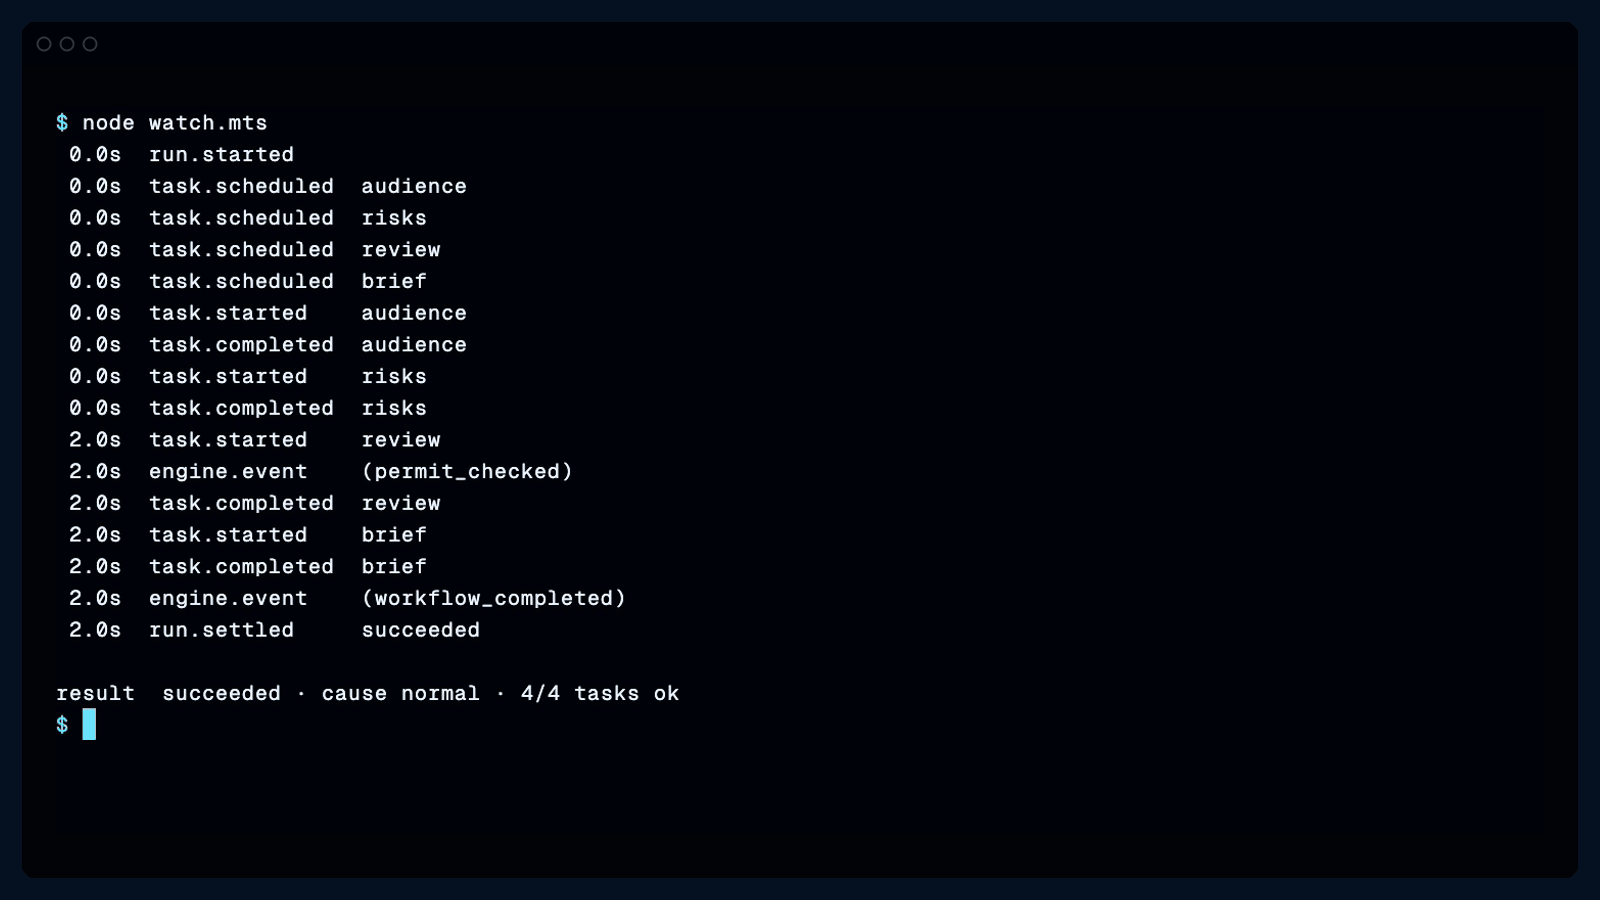 $ node watch.mts
0.0s run.started
0.0s task.scheduled audience
0.0s task.scheduled risks
0.0s task.scheduled review
0.0s task.scheduled brief
0.0s task.started audience
0.0s task.completed audience
0.0s task.started risks
0.0s task.completed risks
2.0s task.started review
2.0s engine.event (permit_checked)
2.0s task.completed review
2.0s task.started brief
2.0s task.completed brief
2.0s engine.event (workflow_completed)
2.0s run.settled succeeded
result succeeded · cause normal · 4/4 tasks ok
$